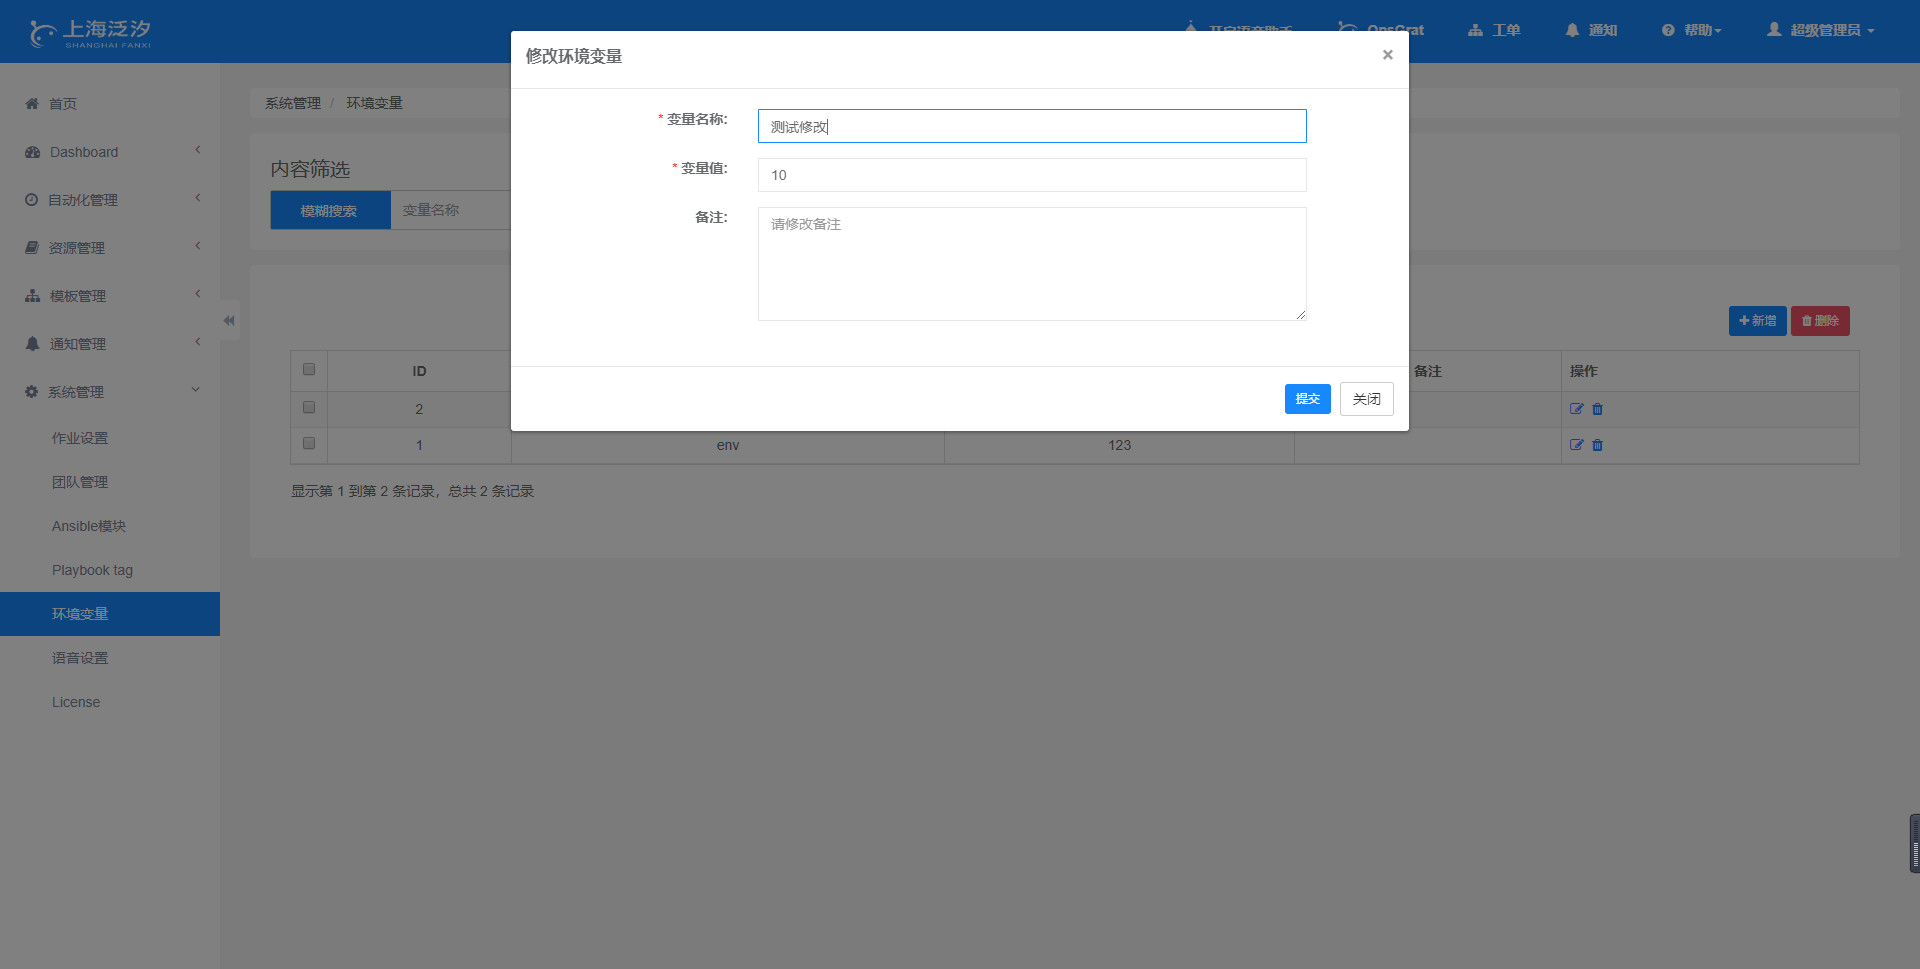 上海泛汐
SHANGHAI FANXI
工单
通知
帮助
超级管理员
修改环境变量
×
* 变量名称:
测试修改
* 变量值:
10
备注:
请修改备注
提交
关闭
首页
Dashboard
自动化管理
资源管理
模板管理
通知管理
系统管理
作业设置
团队管理
Ansible模块
Playbook tag
环境变量
语音设置
License
系统管理 / 环境变量
内容筛选
模糊搜索
变量名称
新增
删除
ID
备注
操作
2
1
env
123
显示第 1 到第 2 条记录，总共 2 条记录